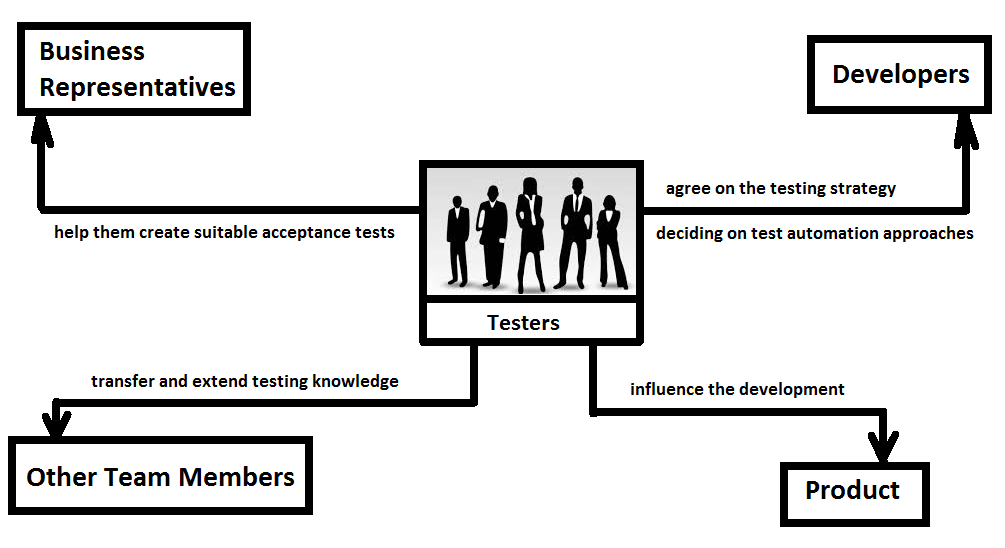 Business
Representatives
Developers
agree on the testing strategy
help them create suitable acceptance tests
deciding on test automation approaches
Testers
transfer and extend testing knowledge
influence the development
Other Team Members
Product